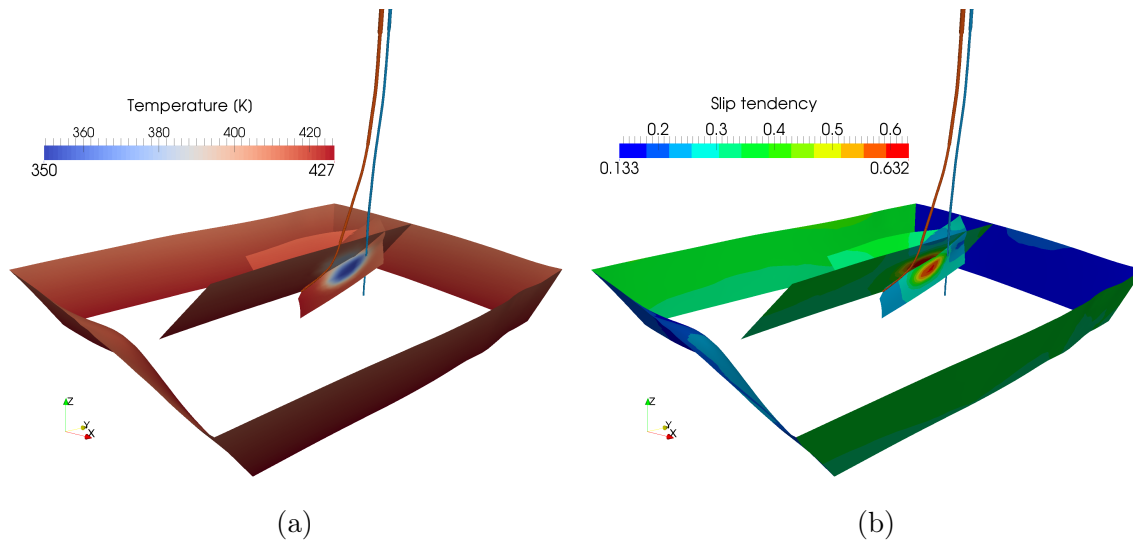 Temperature (K)
360 380 400 420
350 427
Z
Y
X
(a)
Slip tendency
0.2 0.3 0.4 0.5 0.6
0.133 0.632
Z
Y
X
(b)